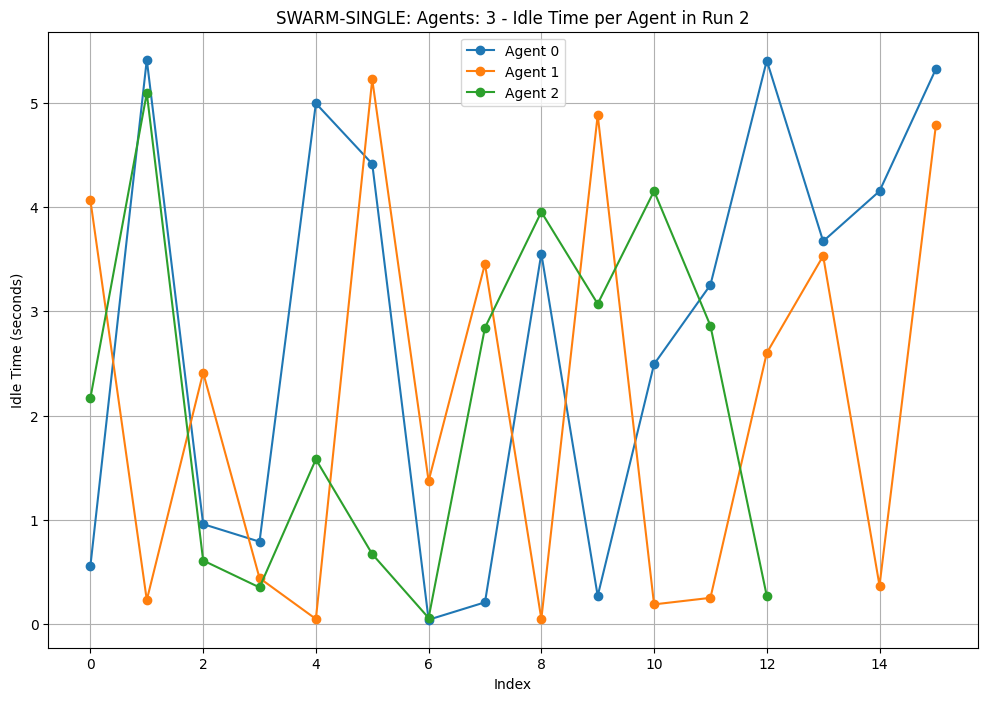 SWARM-SINGLE: Agents: 3 - Idle Time per Agent in Run 2
Agent 0
Agent 1
Agent 2
Idle Time (seconds)
5
4
3
2
1
0
0 2 4 6 8 10 12 14
Index